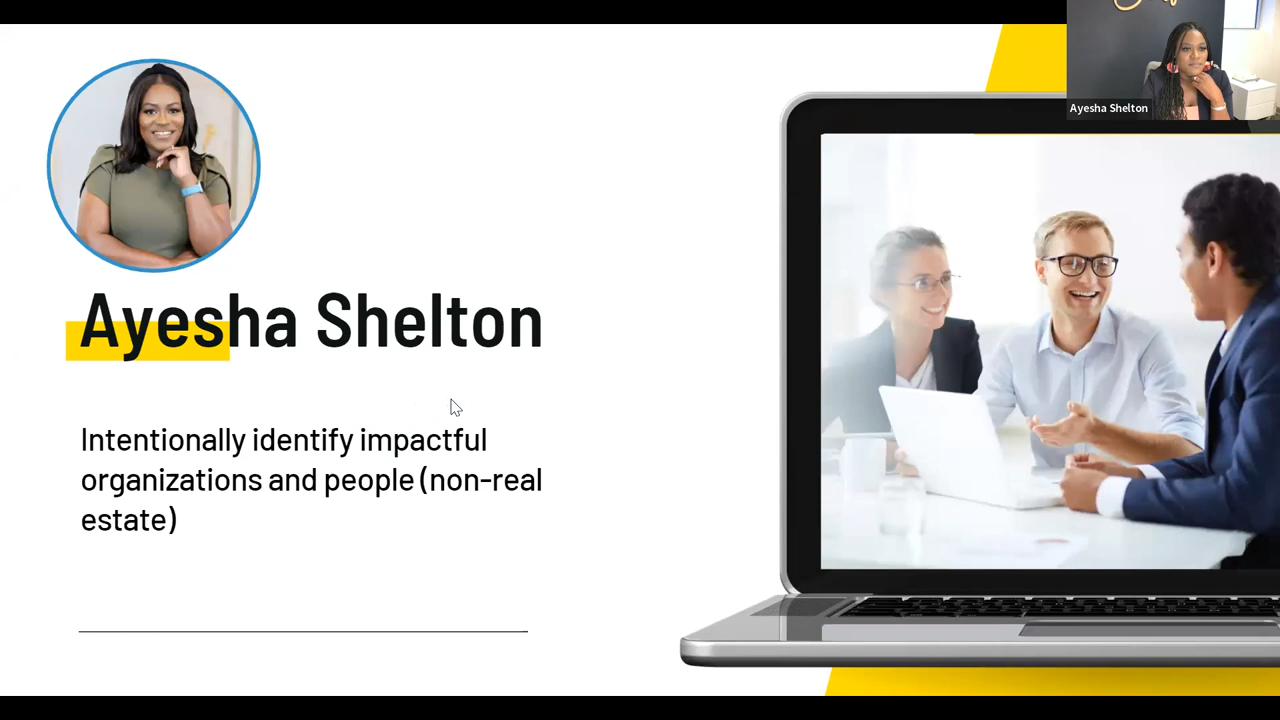 Ayesha Shelton
Ayesha Shelton
Intentionally identify impactful
organizations and people (non-real
estate)